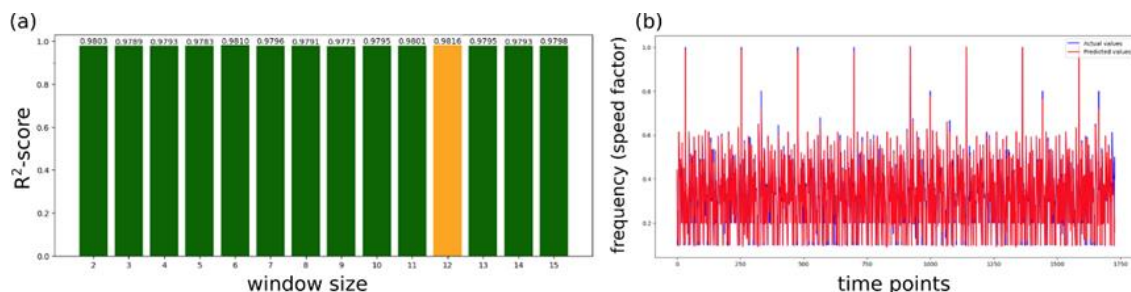 (a)
0.9803 0.9789 0.9793 0.9783 0.9810 0.9796 0.9791 0.9773 0.9795 0.9801 0.9816 0.9795 0.9793 0.9798
1.0
0.8
0.6
0.4
0.2
0.0
R²-score
2 3 4 5 6 7 8 9 10 11 12 13 14 15
window size
(b)
Actual values
Predicted values
1.0
0.8
0.6
0.4
0.2
frequency (speed factor)
0 250 500 750 1000 1250 1500 1750
time points